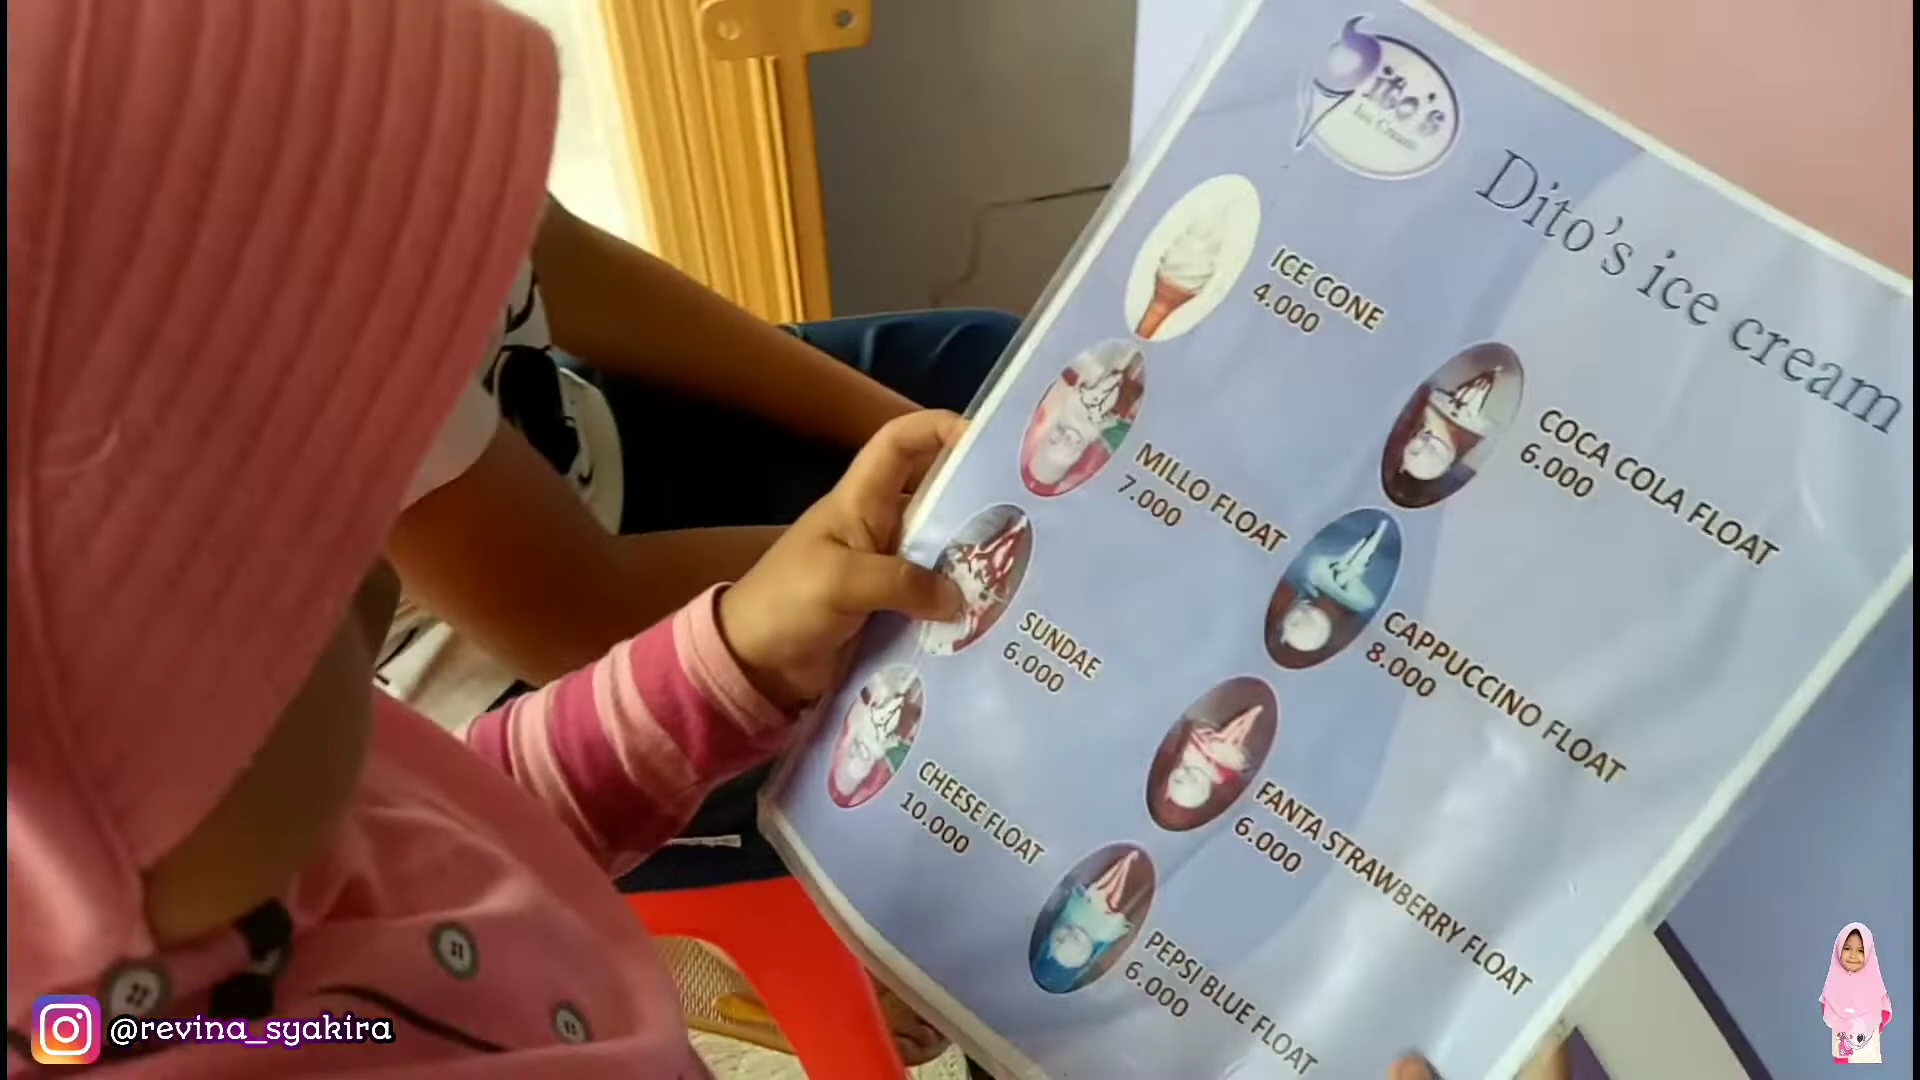 Dito's
Ice Cream
Dito's ice cream
ICE CONE
4.000
MILLO FLOAT
7.000
SUNDAE
6.000
CHEESE FLOAT
10.000
COCA COLA FLOAT
6.000
CAPPUCCINO FLOAT
8.000
FANTA STRAWBERRY FLOAT
6.000
PEPSI BLUE FLOAT
6.000
@revina_syakira